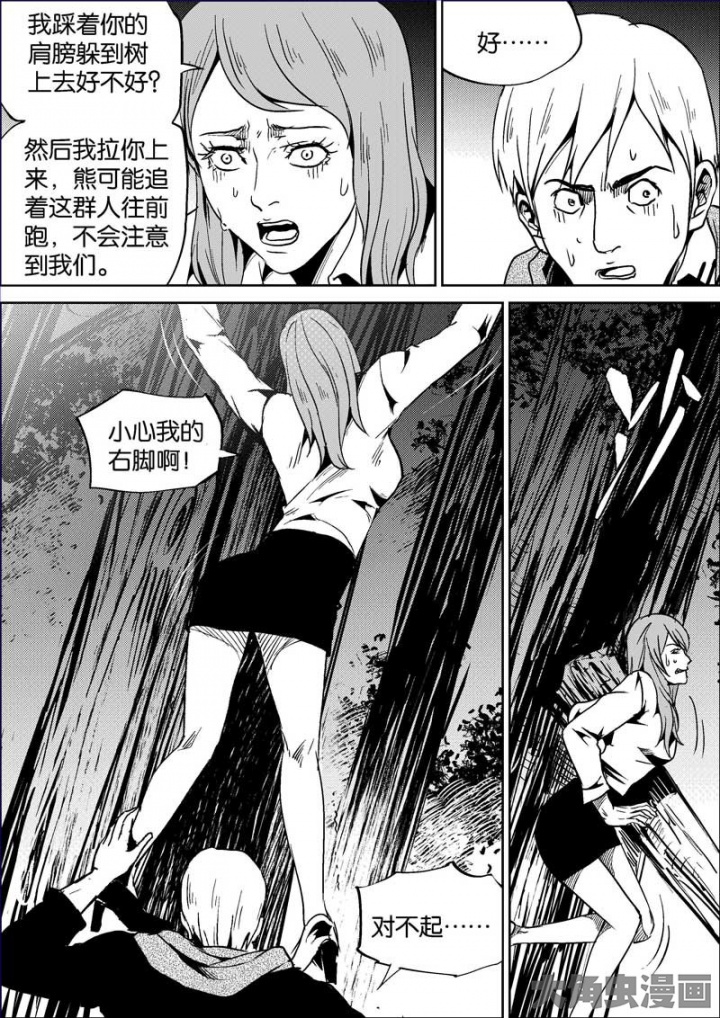 我踩着你的
肩膀躲到树
上去好不好?
然后我拉你上
来，熊可能追
着这群人往前
跑，不会注意
到我们。
好……
小心我的
右脚啊！
对不起……
大角虫漫画